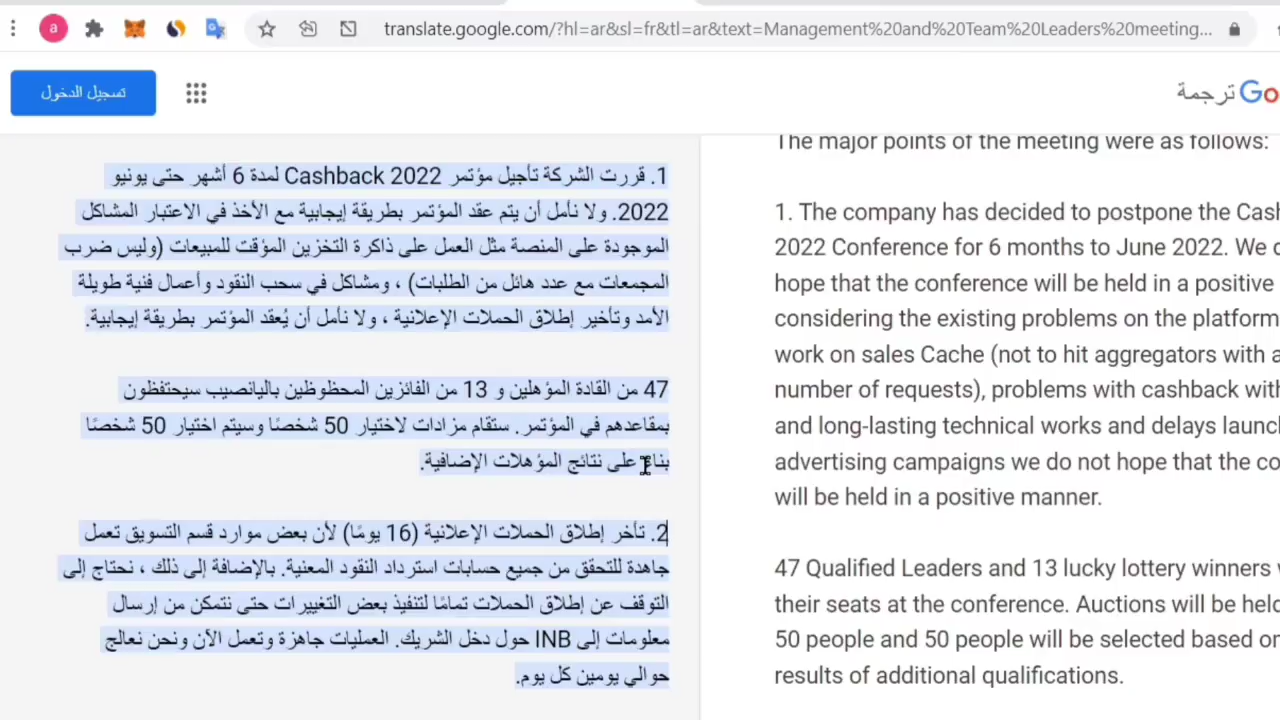 a
translate.google.com/?hl=ar&sl=fr&tl=ar&text=Management%20and%20Team%20Leaders%20meeting...
تسجيل الدخول
ترجمة
1. قررت الشركة تأجيل مؤتمر Cashback 2022 لمدة 6 أشهر حتى يونيو
2022. ولا نأمل أن يتم عقد المؤتمر بطريقة إيجابية مع الأخذ في الاعتبار المشاكل
الموجودة على المنصة مثل العمل على ذاكرة التخزين المؤقت للمبيعات (وليس ضرب
المجمعات مع عدد هائل من الطلبات) ، ومشاكل في سحب النقود وأعمال فنية طويلة
الأمد وتأخير إطلاق الحملات الإعلانية ، ولا نأمل أن يُعقد المؤتمر بطريقة إيجابية.
47 من القادة المؤهلين و 13 من الفائزين المحظوظين باليانصيب سيحتفظون
بمقاعدهم في المؤتمر. ستقام مزادات لاختيار 50 شخصًا وسيتم اختيار 50 شخصًا
بناءً على نتائج المؤهلات الإضافية.
2. تأخر إطلاق الحملات الإعلانية (16 يومًا) لأن بعض موارد قسم التسويق تعمل
جاهدة للتحقق من جميع حسابات استرداد النقود المعنية. بالإضافة إلى ذلك ، نحتاج إلى
التوقف عن إطلاق الحملات تمامًا لتنفيذ بعض التغييرات حتى نتمكن من إرسال
معلومات إلى INB حول دخل الشريك. العمليات جاهزة وتعمل الآن ونحن نعالج
حوالي يومين كل يوم.
The major points of the meeting were as follows:
1. The company has decided to postpone the
2022 Conference for 6 months to June 2022. We
hope that the conference will be held in a positive
considering the existing problems on the platform
work on sales Cache (not to hit aggregators with a
number of requests), problems with cashback
and long-lasting technical works and delays
advertising campaigns we do not hope that the
will be held in a positive manner.
47 Qualified Leaders and 13 lucky lottery winners
their seats at the conference. Auctions will be
50 people and 50 people will be selected based
results of additional qualifications.